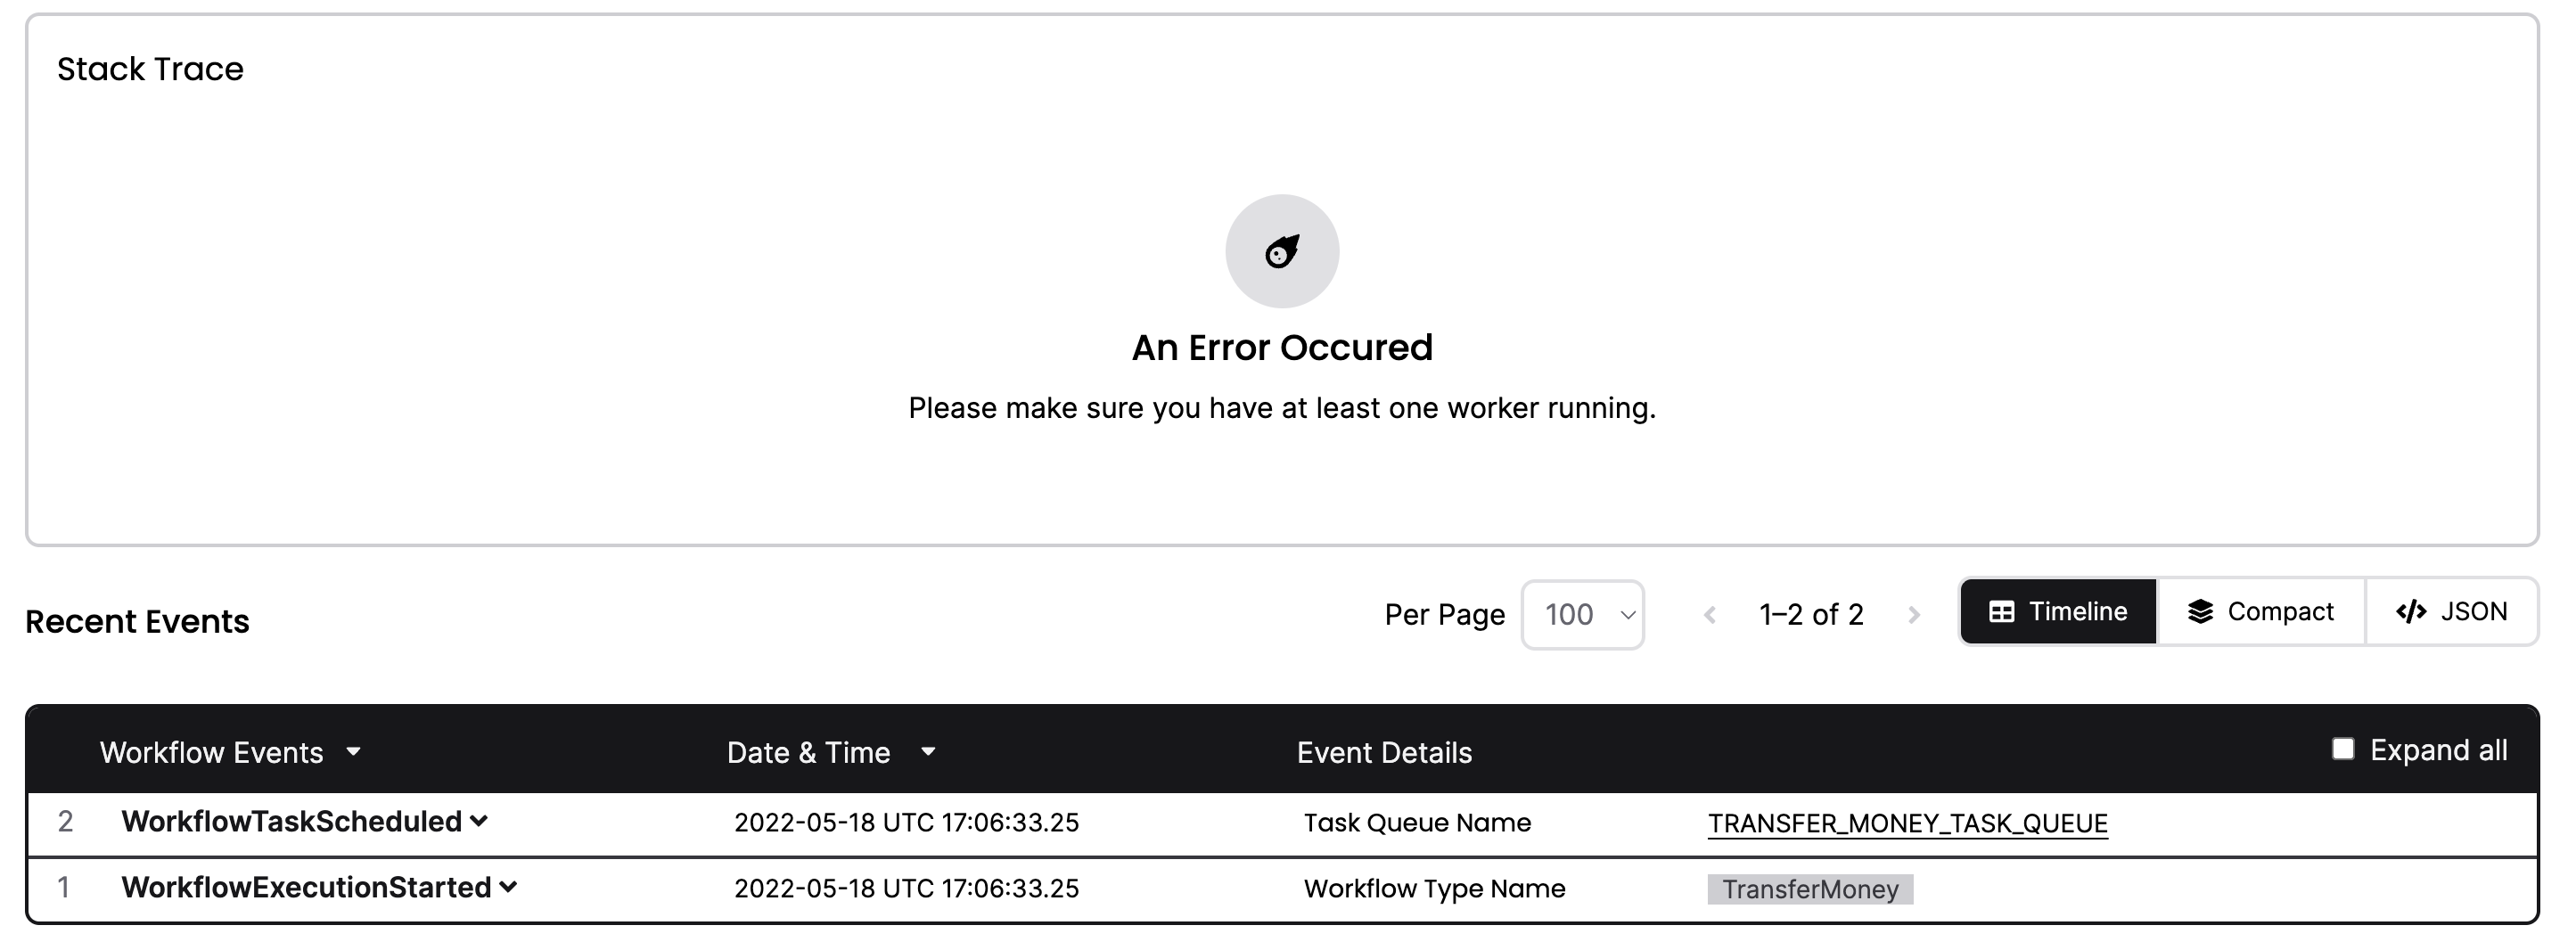 Stack Trace
An Error Occured
Please make sure you have at least one worker running.
Recent Events
Per Page 100 1–2 of 2 Timeline Compact JSON
Workflow Events Date & Time Event Details Expand all
2 WorkflowTaskScheduled 2022-05-18 UTC 17:06:33.25 Task Queue Name TRANSFER_MONEY_TASK_QUEUE
1 WorkflowExecutionStarted 2022-05-18 UTC 17:06:33.25 Workflow Type Name TransferMoney